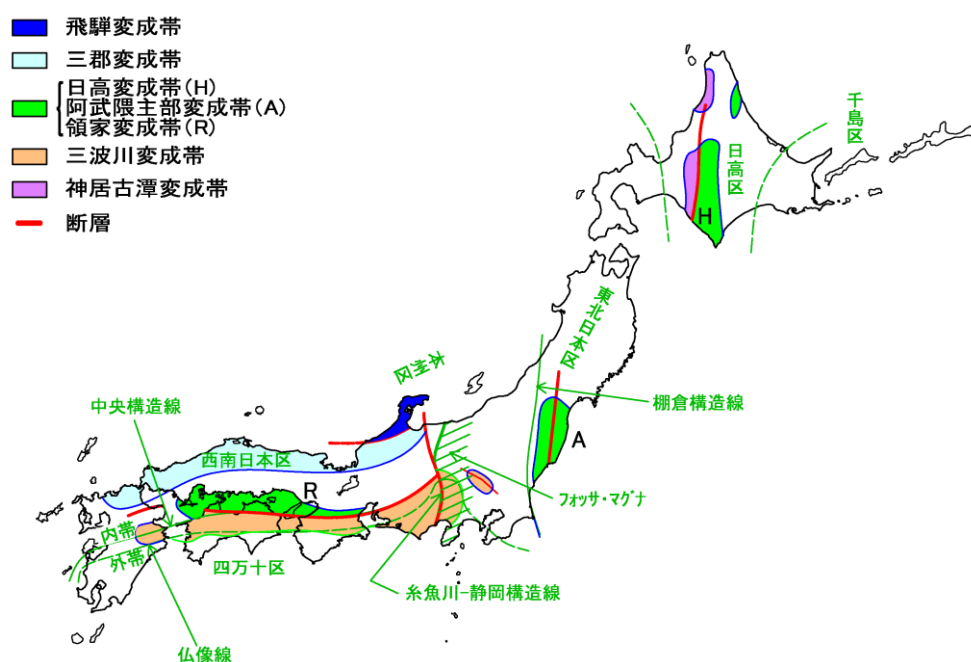 飛騨変成帯
三郡変成帯
日高変成帯(H)
阿武隈主部変成帯(A)
領家変成帯(R)
三波川変成帯
神居古潭変成帯
断層
千島区
日高区
H
東北日本区
本州区
中央構造線
棚倉構造線
西南日本区
A
R
フォッサ・マグナ
内帯
外帯
四万十区
糸魚川-静岡構造線
仏像線